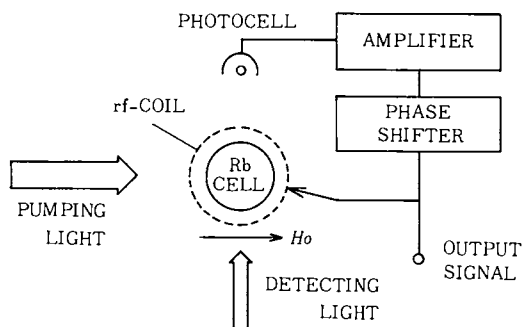 PHOTOCELL
AMPLIFIER
rf-COIL
PHASE
SHIFTER
Rb
CELL
PUMPING
LIGHT
Ho
OUTPUT
SIGNAL
DETECTING
LIGHT